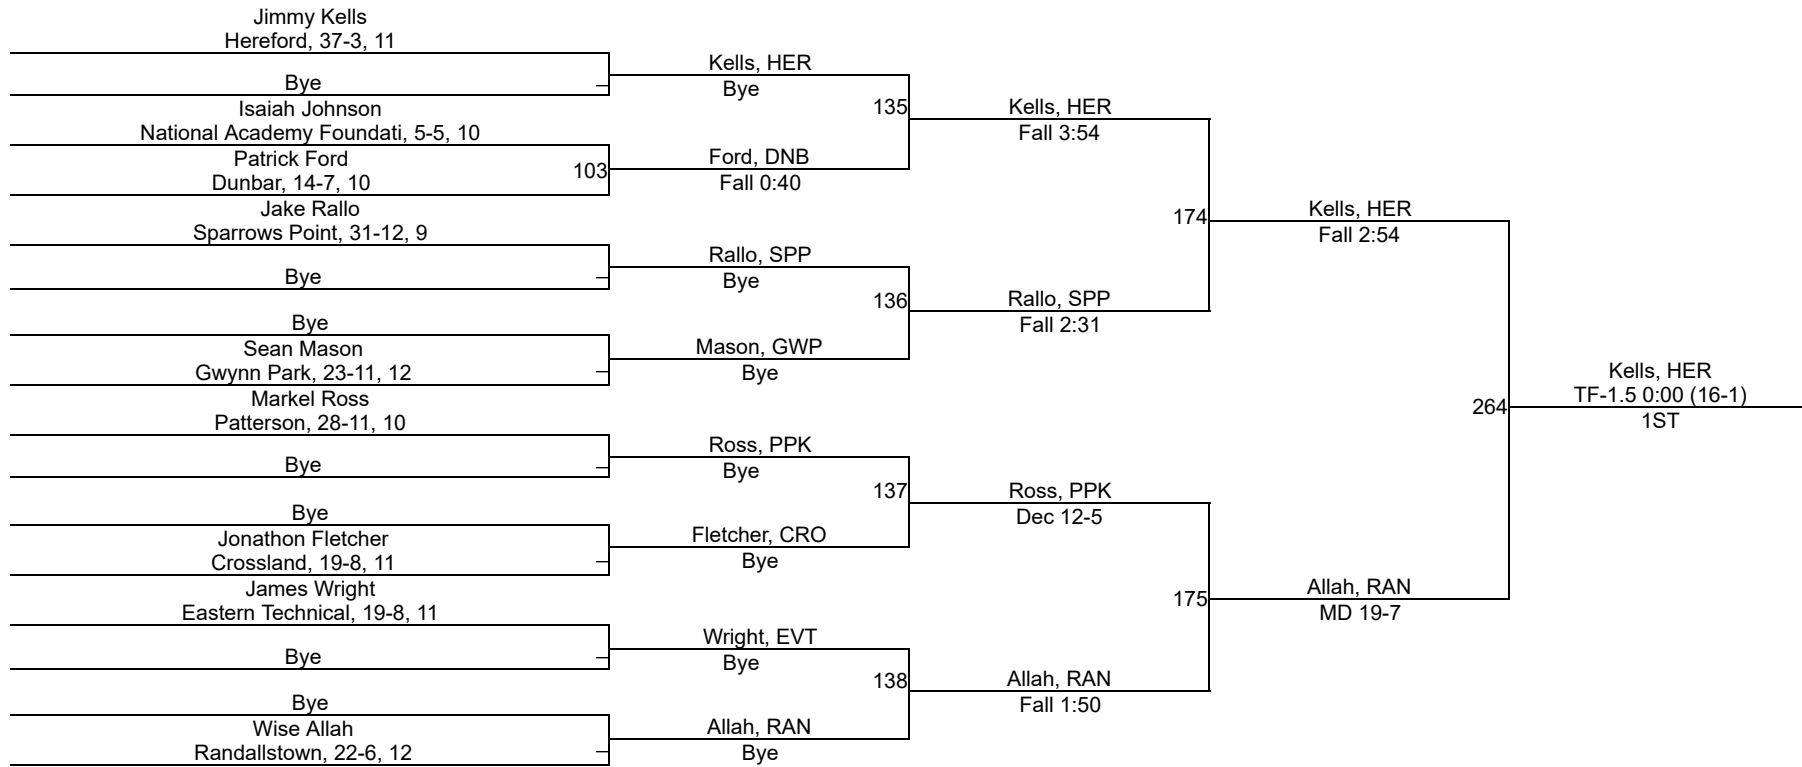 Jimmy Kells
Hereford, 37-3, 11
Bye
Isaiah Johnson
National Academy Foundati, 5-5, 10
Patrick Ford
Dunbar, 14-7, 10
103
Jake Rallo
Sparrows Point, 31-12, 9
Bye
Bye
Sean Mason
Gwynn Park, 23-11, 12
Markel Ross
Patterson, 28-11, 10
Bye
Bye
Jonathon Fletcher
Crossland, 19-8, 11
James Wright
Eastern Technical, 19-8, 11
Bye
Bye
Wise Allah
Randallstown, 22-6, 12
Kells, HER
Bye
135
Ford, DNB
Fall 0:40
Rallo, SPP
Bye
136
Mason, GWP
Bye
Ross, PPK
Bye
137
Fletcher, CRO
Bye
Wright, EVT
Bye
138
Allah, RAN
Bye
Kells, HER
Fall 3:54
174
Rallo, SPP
Fall 2:31
Ross, PPK
Dec 12-5
175
Allah, RAN
Fall 1:50
Kells, HER
Fall 2:54
264
Allah, RAN
MD 19-7
Kells, HER
TF-1.5 0:00 (16-1)
1ST